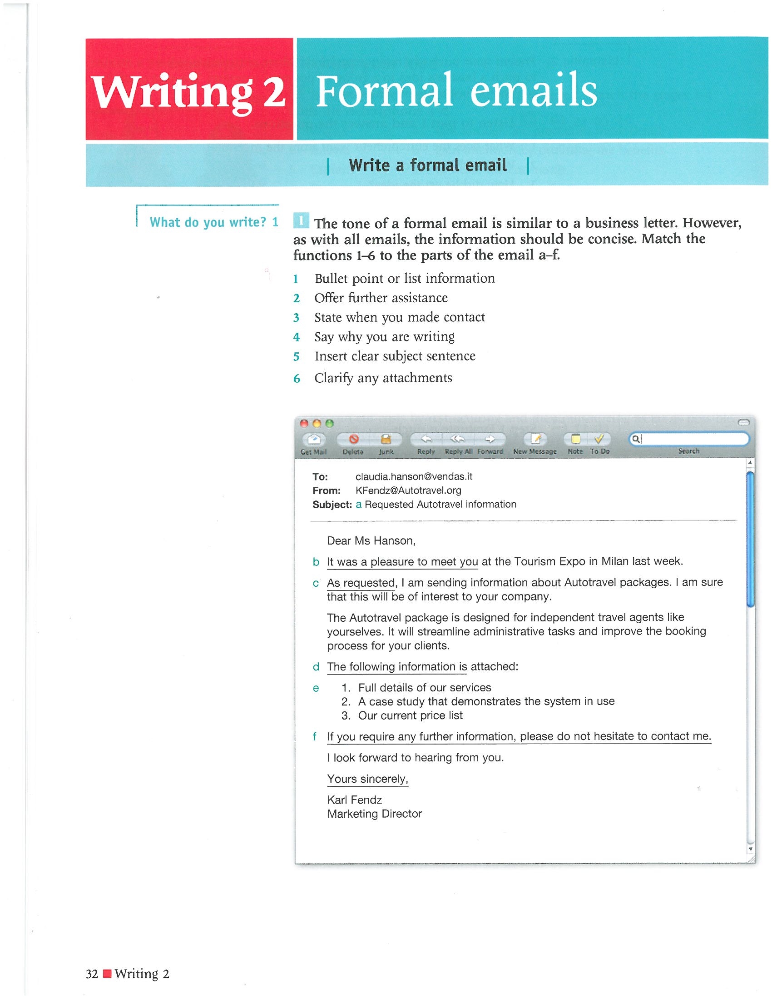 Writing 2
Formal emails
Write a formal email
What do you write? 1
1 The tone of a formal email is similar to a business letter. However,
as with all emails, the information should be concise. Match the
functions 1–6 to the parts of the email a–f.
1 Bullet point or list information
2 Offer further assistance
3 State when you made contact
4 Say why you are writing
5 Insert clear subject sentence
6 Clarify any attachments
Get Mail Delete Junk Reply Reply All Forward New Message Note To Do Search
To: claudia.hanson@vendas.it
From: KFendz@Autotravel.org
Subject: a Requested Autotravel information
Dear Ms Hanson,
b It was a pleasure to meet you at the Tourism Expo in Milan last week.
c As requested, I am sending information about Autotravel packages. I am sure
that this will be of interest to your company.
The Autotravel package is designed for independent travel agents like
yourselves. It will streamline administrative tasks and improve the booking
process for your clients.
d The following information is attached:
e 1. Full details of our services
2. A case study that demonstrates the system in use
3. Our current price list
f If you require any further information, please do not hesitate to contact me.
I look forward to hearing from you.
Yours sincerely,
Karl Fendz
Marketing Director
32 Writing 2